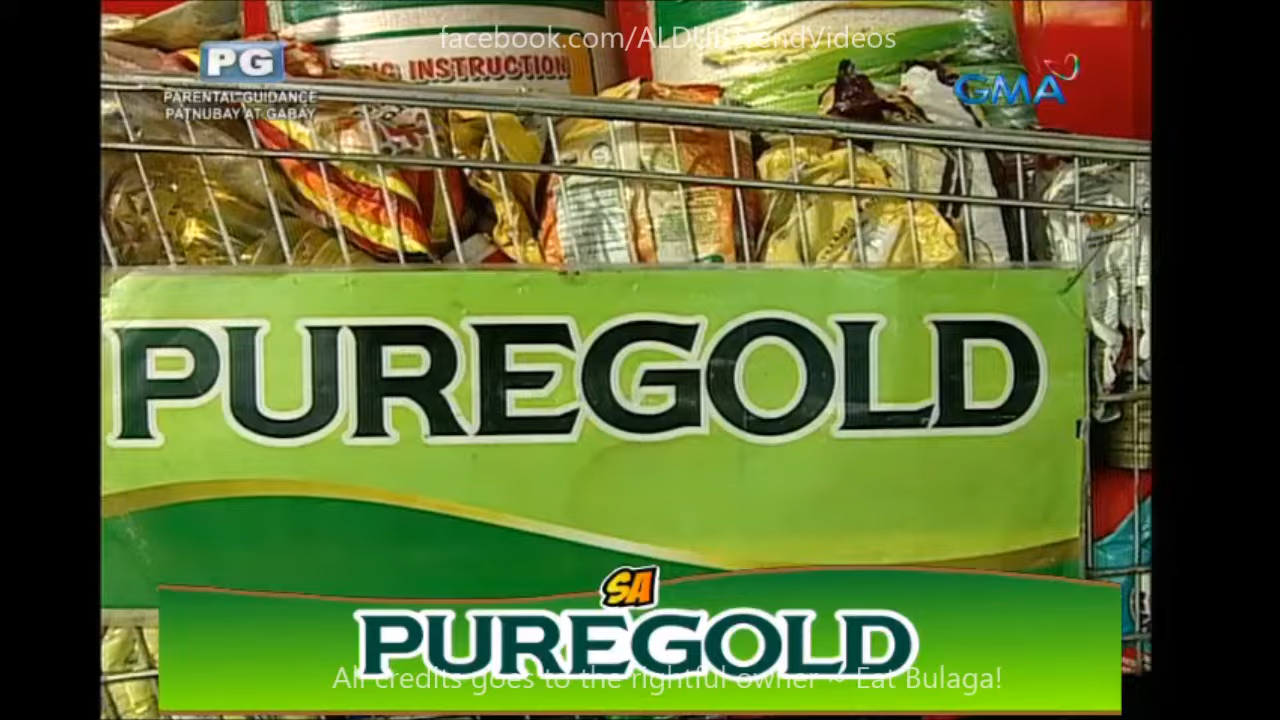 facebook.com/ALDUBTrendVideos
PG
PARENTAL GUIDANCE
PATNUBAY AT GABAY
GMA
INSTRUCTION
PUREGOLD
SA
PUREGOLD
All credits goes to the rightful owner ~ Eat Bulaga!